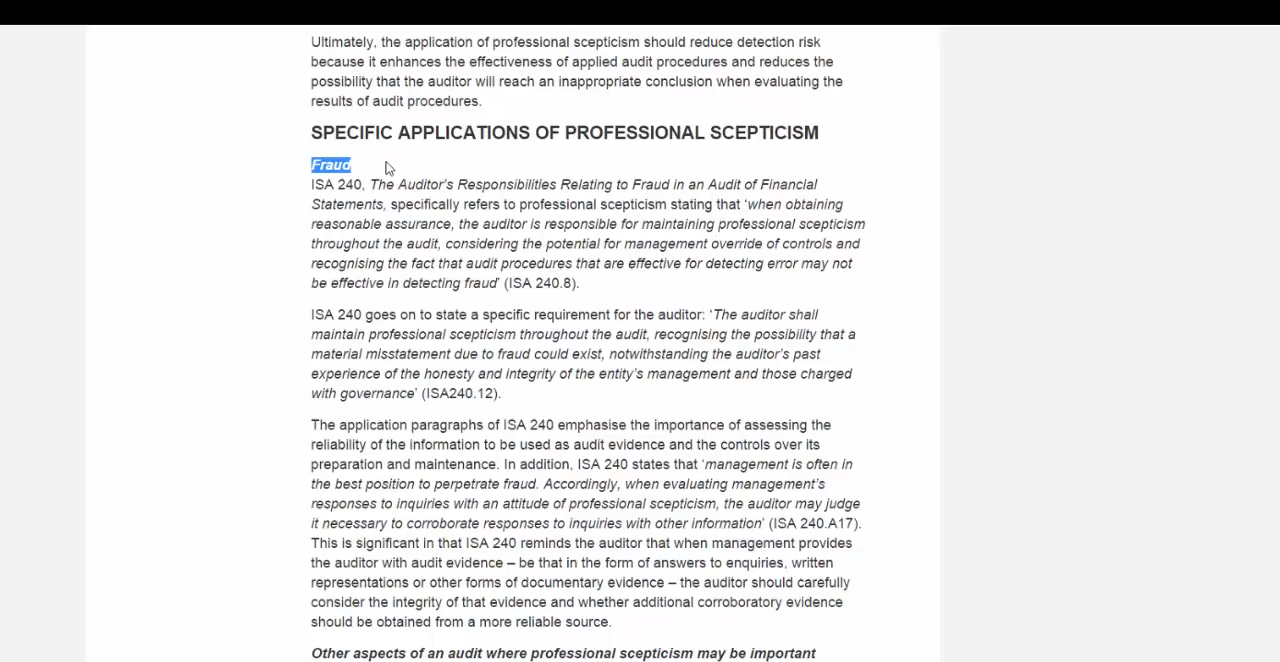 Ultimately, the application of professional scepticism should reduce detection risk
because it enhances the effectiveness of applied audit procedures and reduces the
possibility that the auditor will reach an inappropriate conclusion when evaluating the
results of audit procedures.
SPECIFIC APPLICATIONS OF PROFESSIONAL SCEPTICISM
Fraud
ISA 240, The Auditor’s Responsibilities Relating to Fraud in an Audit of Financial
Statements, specifically refers to professional scepticism stating that ‘when obtaining
reasonable assurance, the auditor is responsible for maintaining professional scepticism
throughout the audit, considering the potential for management override of controls and
recognising the fact that audit procedures that are effective for detecting error may not
be effective in detecting fraud’ (ISA 240.8).
ISA 240 goes on to state a specific requirement for the auditor: ‘The auditor shall
maintain professional scepticism throughout the audit, recognising the possibility that a
material misstatement due to fraud could exist, notwithstanding the auditor’s past
experience of the honesty and integrity of the entity’s management and those charged
with governance’ (ISA240.12).
The application paragraphs of ISA 240 emphasise the importance of assessing the
reliability of the information to be used as audit evidence and the controls over its
preparation and maintenance. In addition, ISA 240 states that ‘management is often in
the best position to perpetrate fraud. Accordingly, when evaluating management’s
responses to inquiries with an attitude of professional scepticism, the auditor may judge
it necessary to corroborate responses to inquiries with other information’ (ISA 240.A17).
This is significant in that ISA 240 reminds the auditor that when management provides
the auditor with audit evidence – be that in the form of answers to enquiries, written
representations or other forms of documentary evidence – the auditor should carefully
consider the integrity of that evidence and whether additional corroboratory evidence
should be obtained from a more reliable source.
Other aspects of an audit where professional scepticism may be important